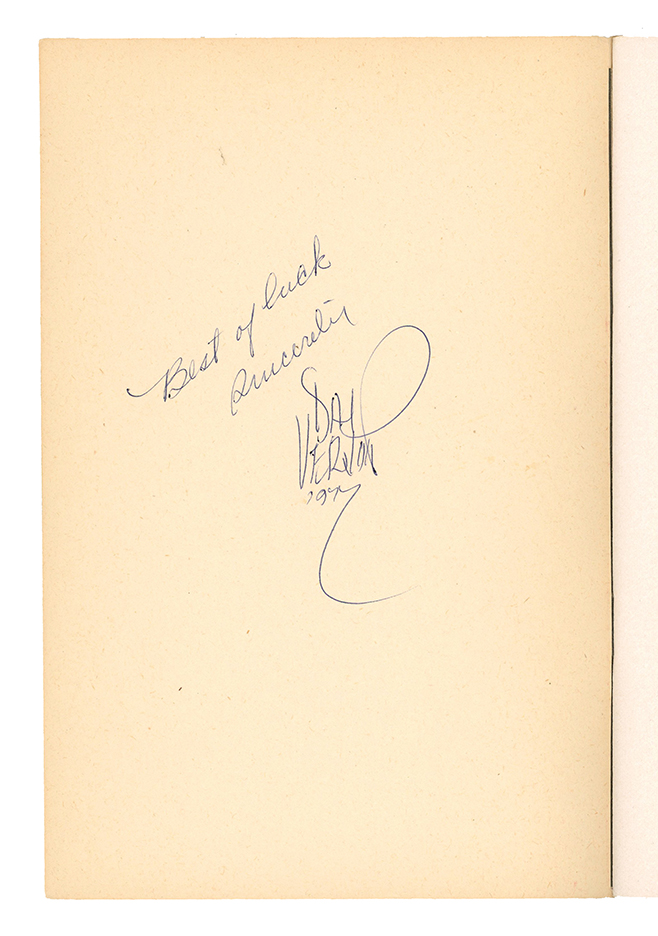 Best of luck
Sincerely
DAI
VERNON